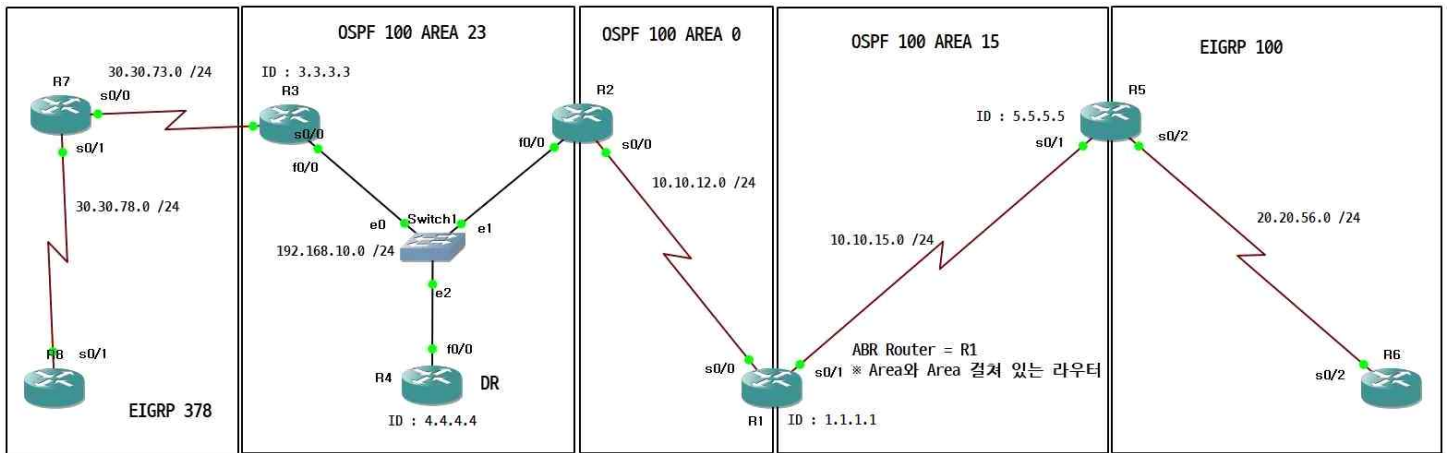 OSPF 100 AREA 23
OSPF 100 AREA 0
OSPF 100 AREA 15
EIGRP 100
30.30.73.0 /24
ID : 3.3.3.3
R7
s0/0
R3
s0/0
f0/0
R2
f0/0
s0/0
R5
ID : 5.5.5.5
s0/1
s0/2
s0/1
30.30.78.0 /24
10.10.12.0 /24
Switch1
e0
e1
192.168.10.0 /24
e2
10.10.15.0 /24
20.20.56.0 /24
R8
s0/1
EIGRP 378
f0/0
R4
DR
ID : 4.4.4.4
s0/0
s0/1
R1
ID : 1.1.1.1
ABR Router = R1
※ Area와 Area 걸쳐 있는 라우터
R6
s0/2